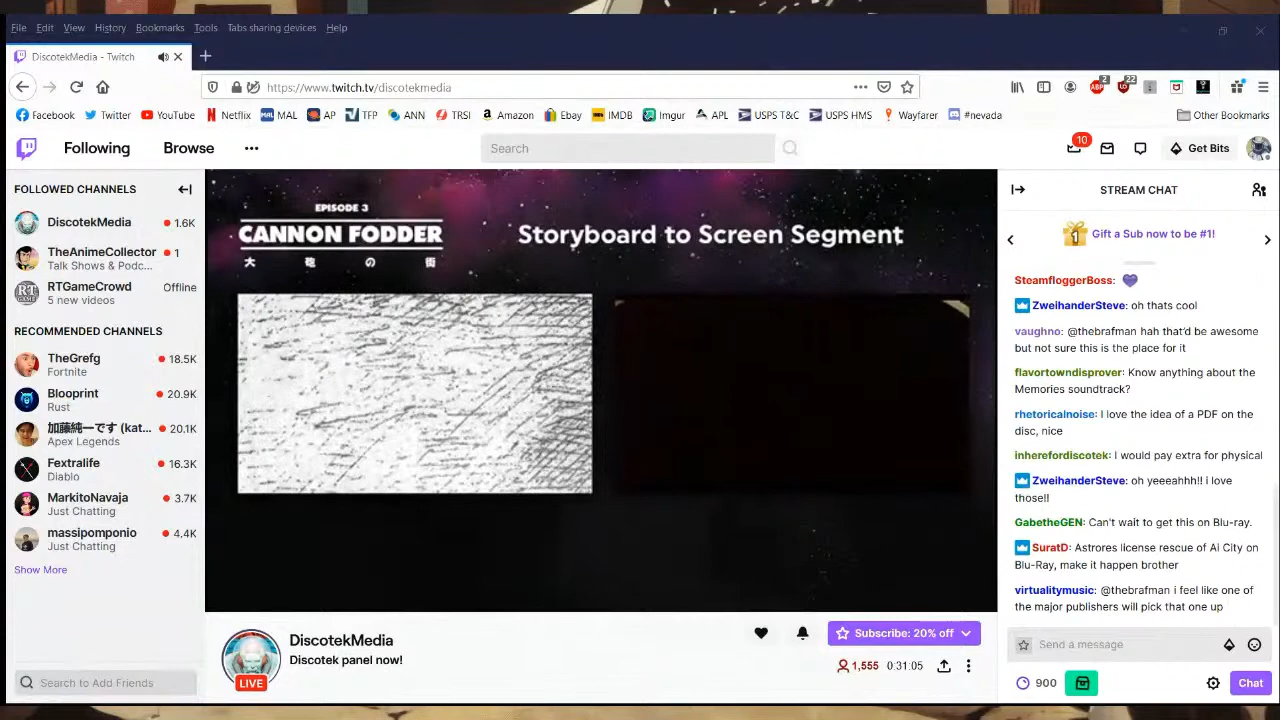 File Edit View History Bookmarks Tools Tabs sharing devices Help
DiscotekMedia - Twitch
https://www.twitch.tv/discotekmedia
2
22
Facebook Twitter YouTube Netflix MAL AP TFP ANN TRSI Amazon Ebay IMDB Imgur APL USPS T&C USPS HMS Wayfarer #nevada Other Bookmarks
Following Browse
Search
10
Get Bits
FOLLOWED CHANNELS
DiscotekMedia 1.6K
TheAnimeCollector 1
Talk Shows & Podc...
RTGameCrowd Offline
5 new videos
RECOMMENDED CHANNELS
TheGrefg 18.5K
Fortnite
Blooprint 20.9K
Rust
加藤純一です (kat... 20.1K
Apex Legends
Fextralife 16.3K
Diablo
MarkitoNavaja 3.7K
Just Chatting
massipomponio 4.4K
Just Chatting
Show More
Search to Add Friends
EPISODE 3
CANNON FODDER
大砲の街
Storyboard to Screen Segment
DiscotekMedia
Discotek panel now!
LIVE
Subscribe: 20% off
1,555 0:31:05
STREAM CHAT
1
Gift a Sub now to be #1!
SteamfloggerBoss:
ZweihanderSteve: oh thats cool
vaughno: @thebrafman hah that'd be awesome
but not sure this is the place for it
flavortowndisprover: Know anything about the
Memories soundtrack?
rhetoricalnoise: I love the idea of a PDF on the
disc, nice
inherefordiscotek: I would pay extra for physical
ZweihanderSteve: oh yeeeahhh!! i love
those!!
GabetheGEN: Can't wait to get this on Blu-ray.
SuratD: Astrores license rescue of Ai City on
Blu-Ray, make it happen brother
virtualitymusic: @thebrafman i feel like one of
the major publishers will pick that one up
Send a message
900
Chat